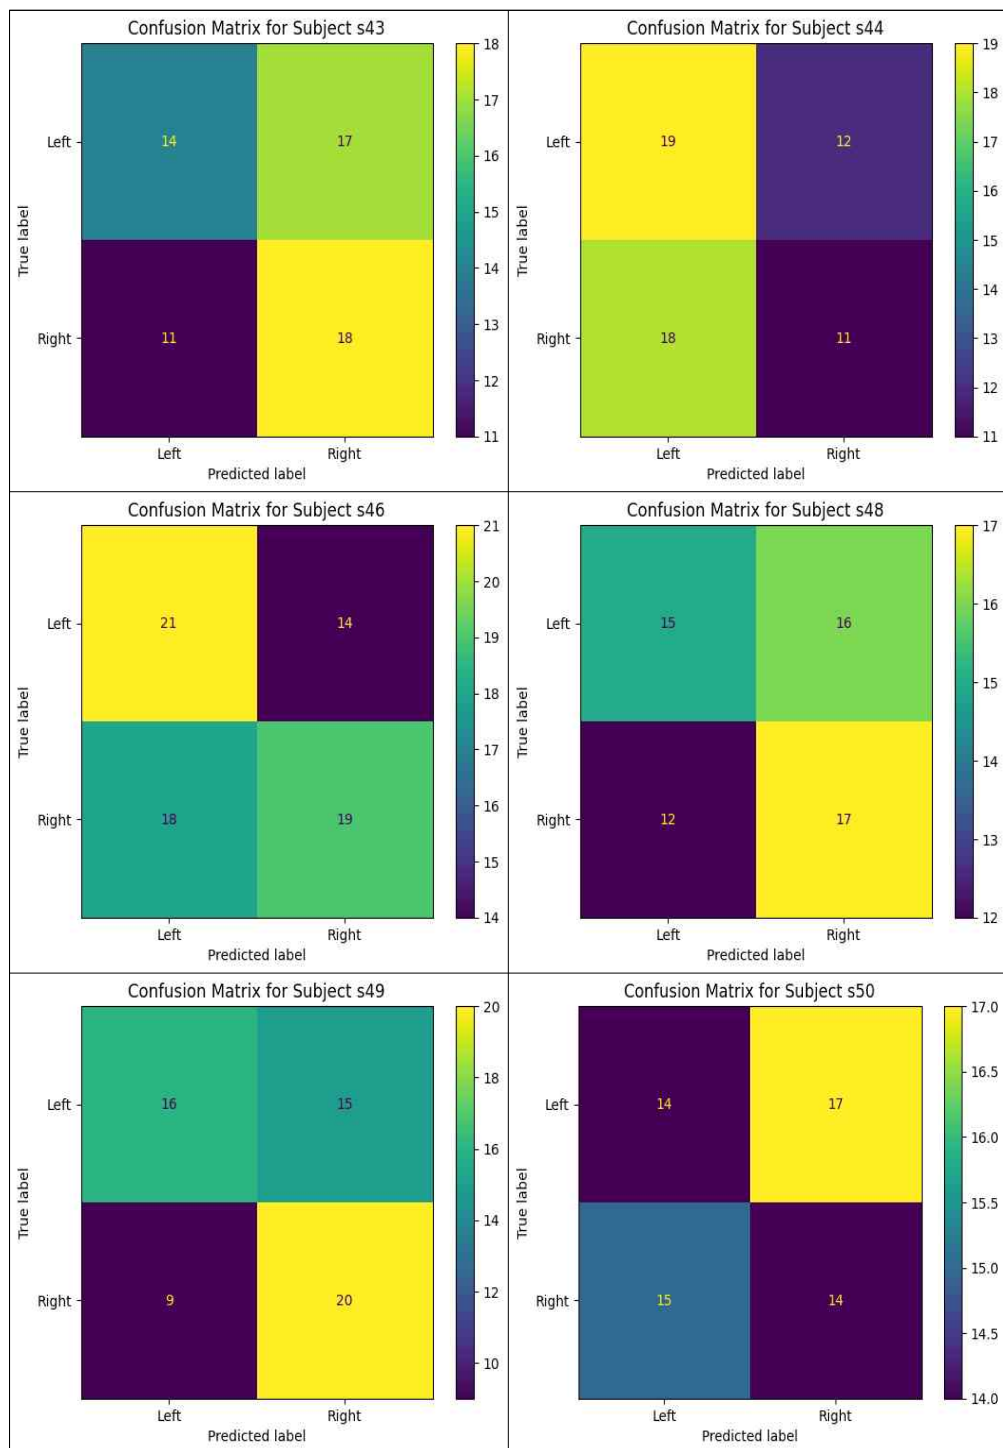 Confusion Matrix for Subject s43
18
17
16
15
14
13
12
11
Left
14
17
True label
Right
11
18
Left
Right
Predicted label
Confusion Matrix for Subject s44
19
18
17
16
15
14
13
12
11
Left
19
12
True label
Right
18
11
Left
Right
Predicted label
Confusion Matrix for Subject s46
21
20
19
18
17
16
15
14
Left
21
14
True label
Right
18
19
Left
Right
Predicted label
Confusion Matrix for Subject s48
17
16
15
14
13
12
Left
15
16
True label
Right
12
17
Left
Right
Predicted label
Confusion Matrix for Subject s49
20
18
16
14
12
10
Left
16
15
True label
Right
9
20
Left
Right
Predicted label
Confusion Matrix for Subject s50
17.0
16.5
16.0
15.5
15.0
14.5
14.0
Left
14
17
True label
Right
15
14
Left
Right
Predicted label